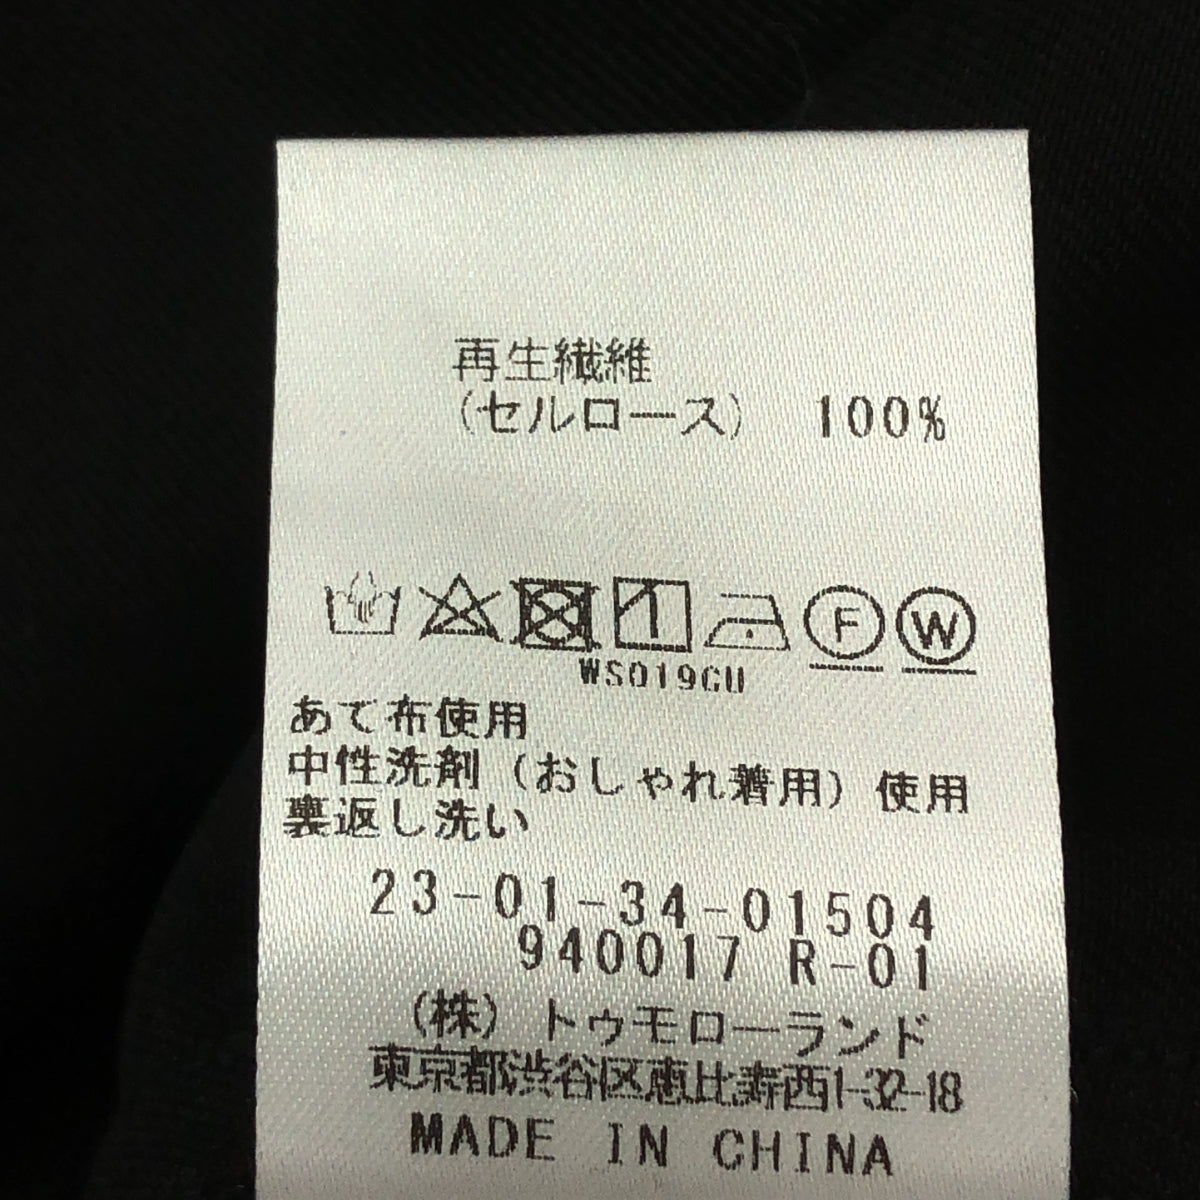 再生繊維
(セルロース) 100%
F W
WS019CU
あて布使用
中性洗剤(おしゃれ着用)使用
裏返し洗い
23-01-34-01504
940017 R-01
(株)トゥモローランド
東京都渋谷区恵比寿西1-32-18
MADE IN CHINA